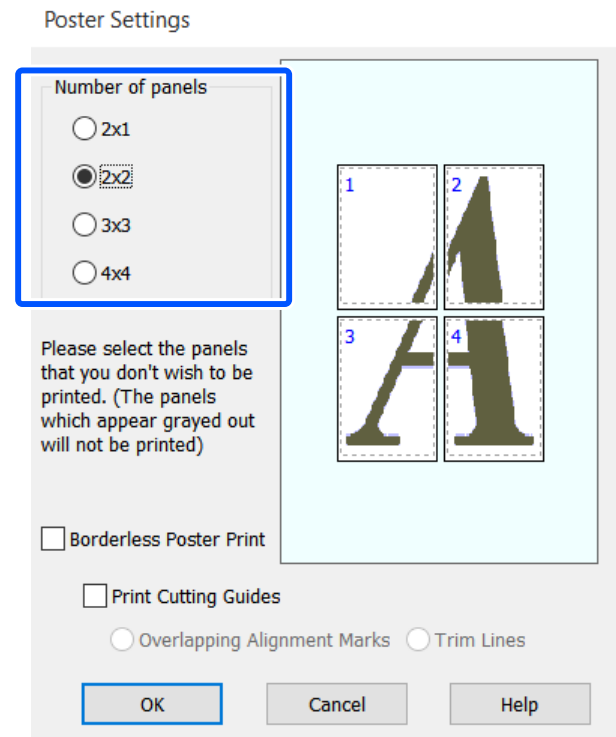 Poster Settings
Number of panels
2x1
2x2
3x3
4x4
1
2
3
4
Please select the panels
that you don't wish to be
printed. (The panels
which appear grayed out
will not be printed)
Borderless Poster Print
Print Cutting Guides
Overlapping Alignment Marks
Trim Lines
OK
Cancel
Help